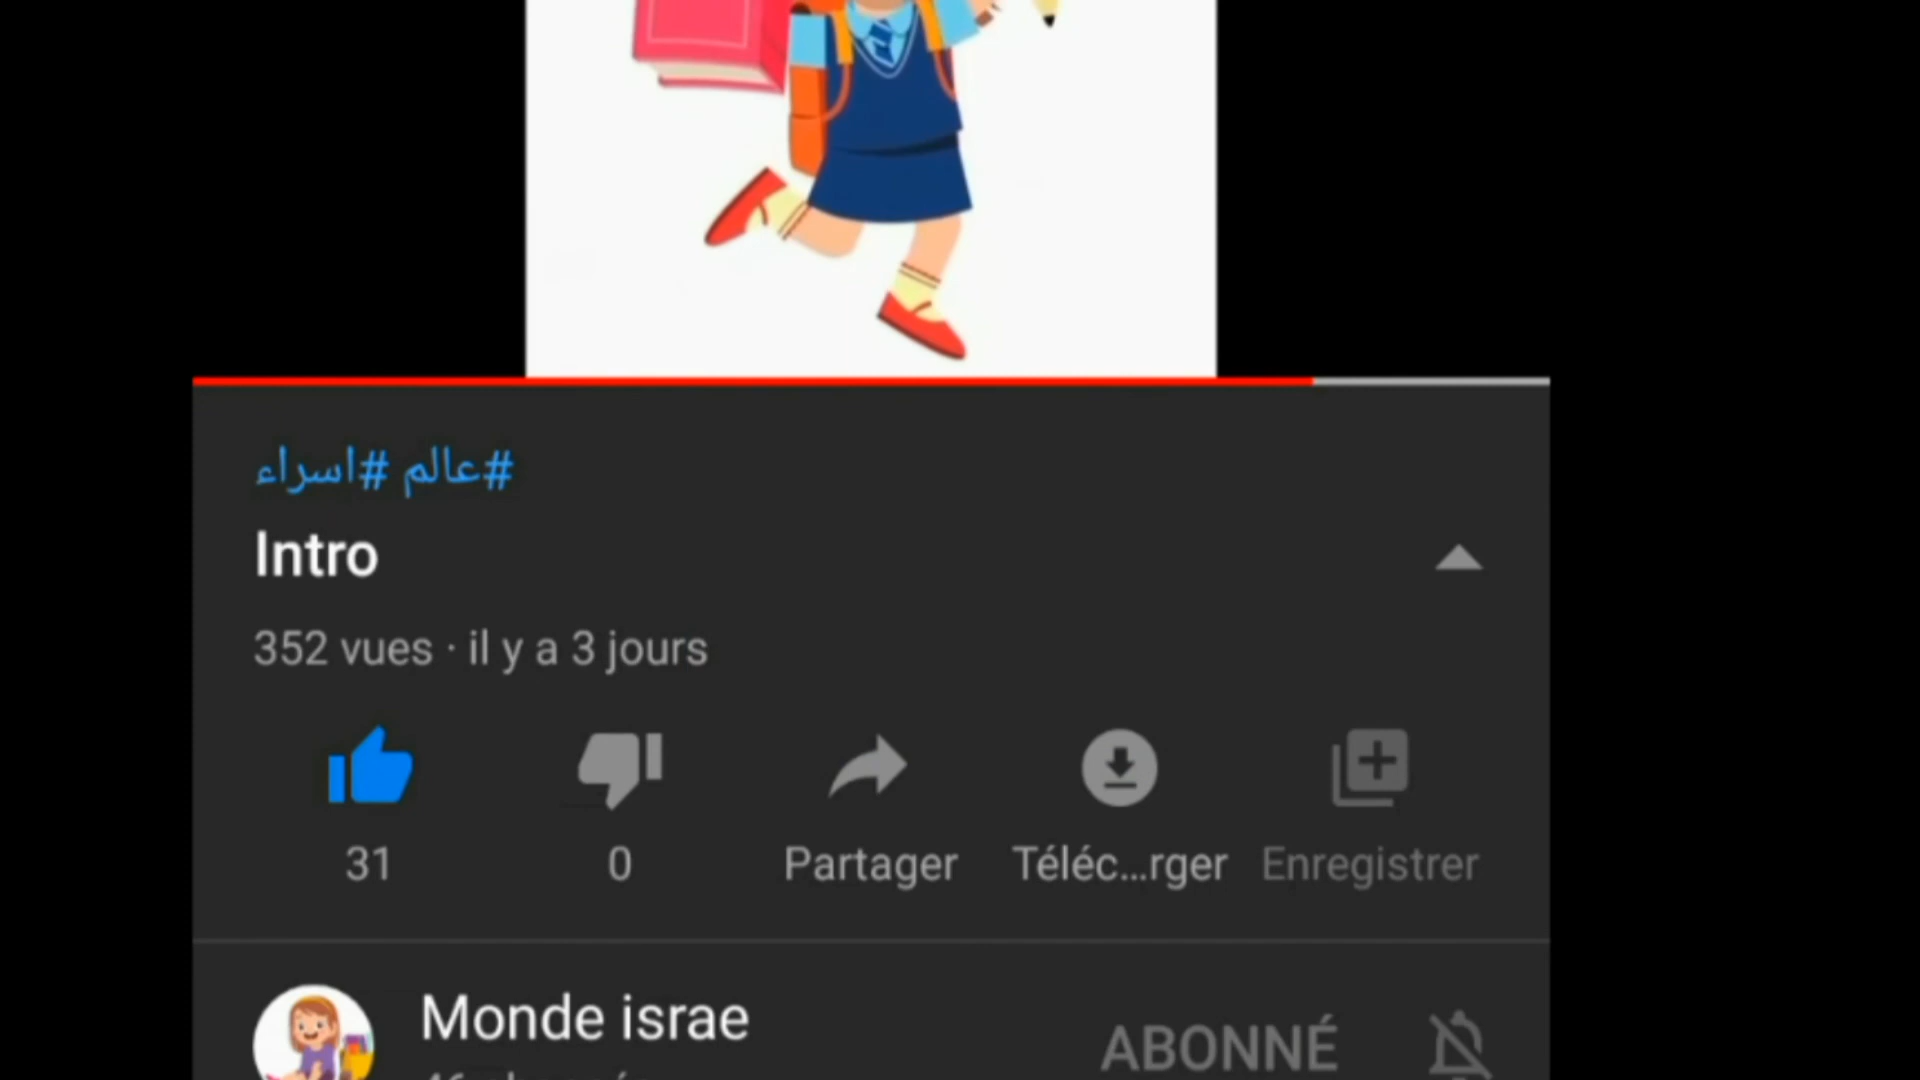 #عالم #اسراء
Intro
352 vues · il y a 3 jours
31
0
Partager
Téléc...rger
Enregistrer
Monde israe
ABONNÉ